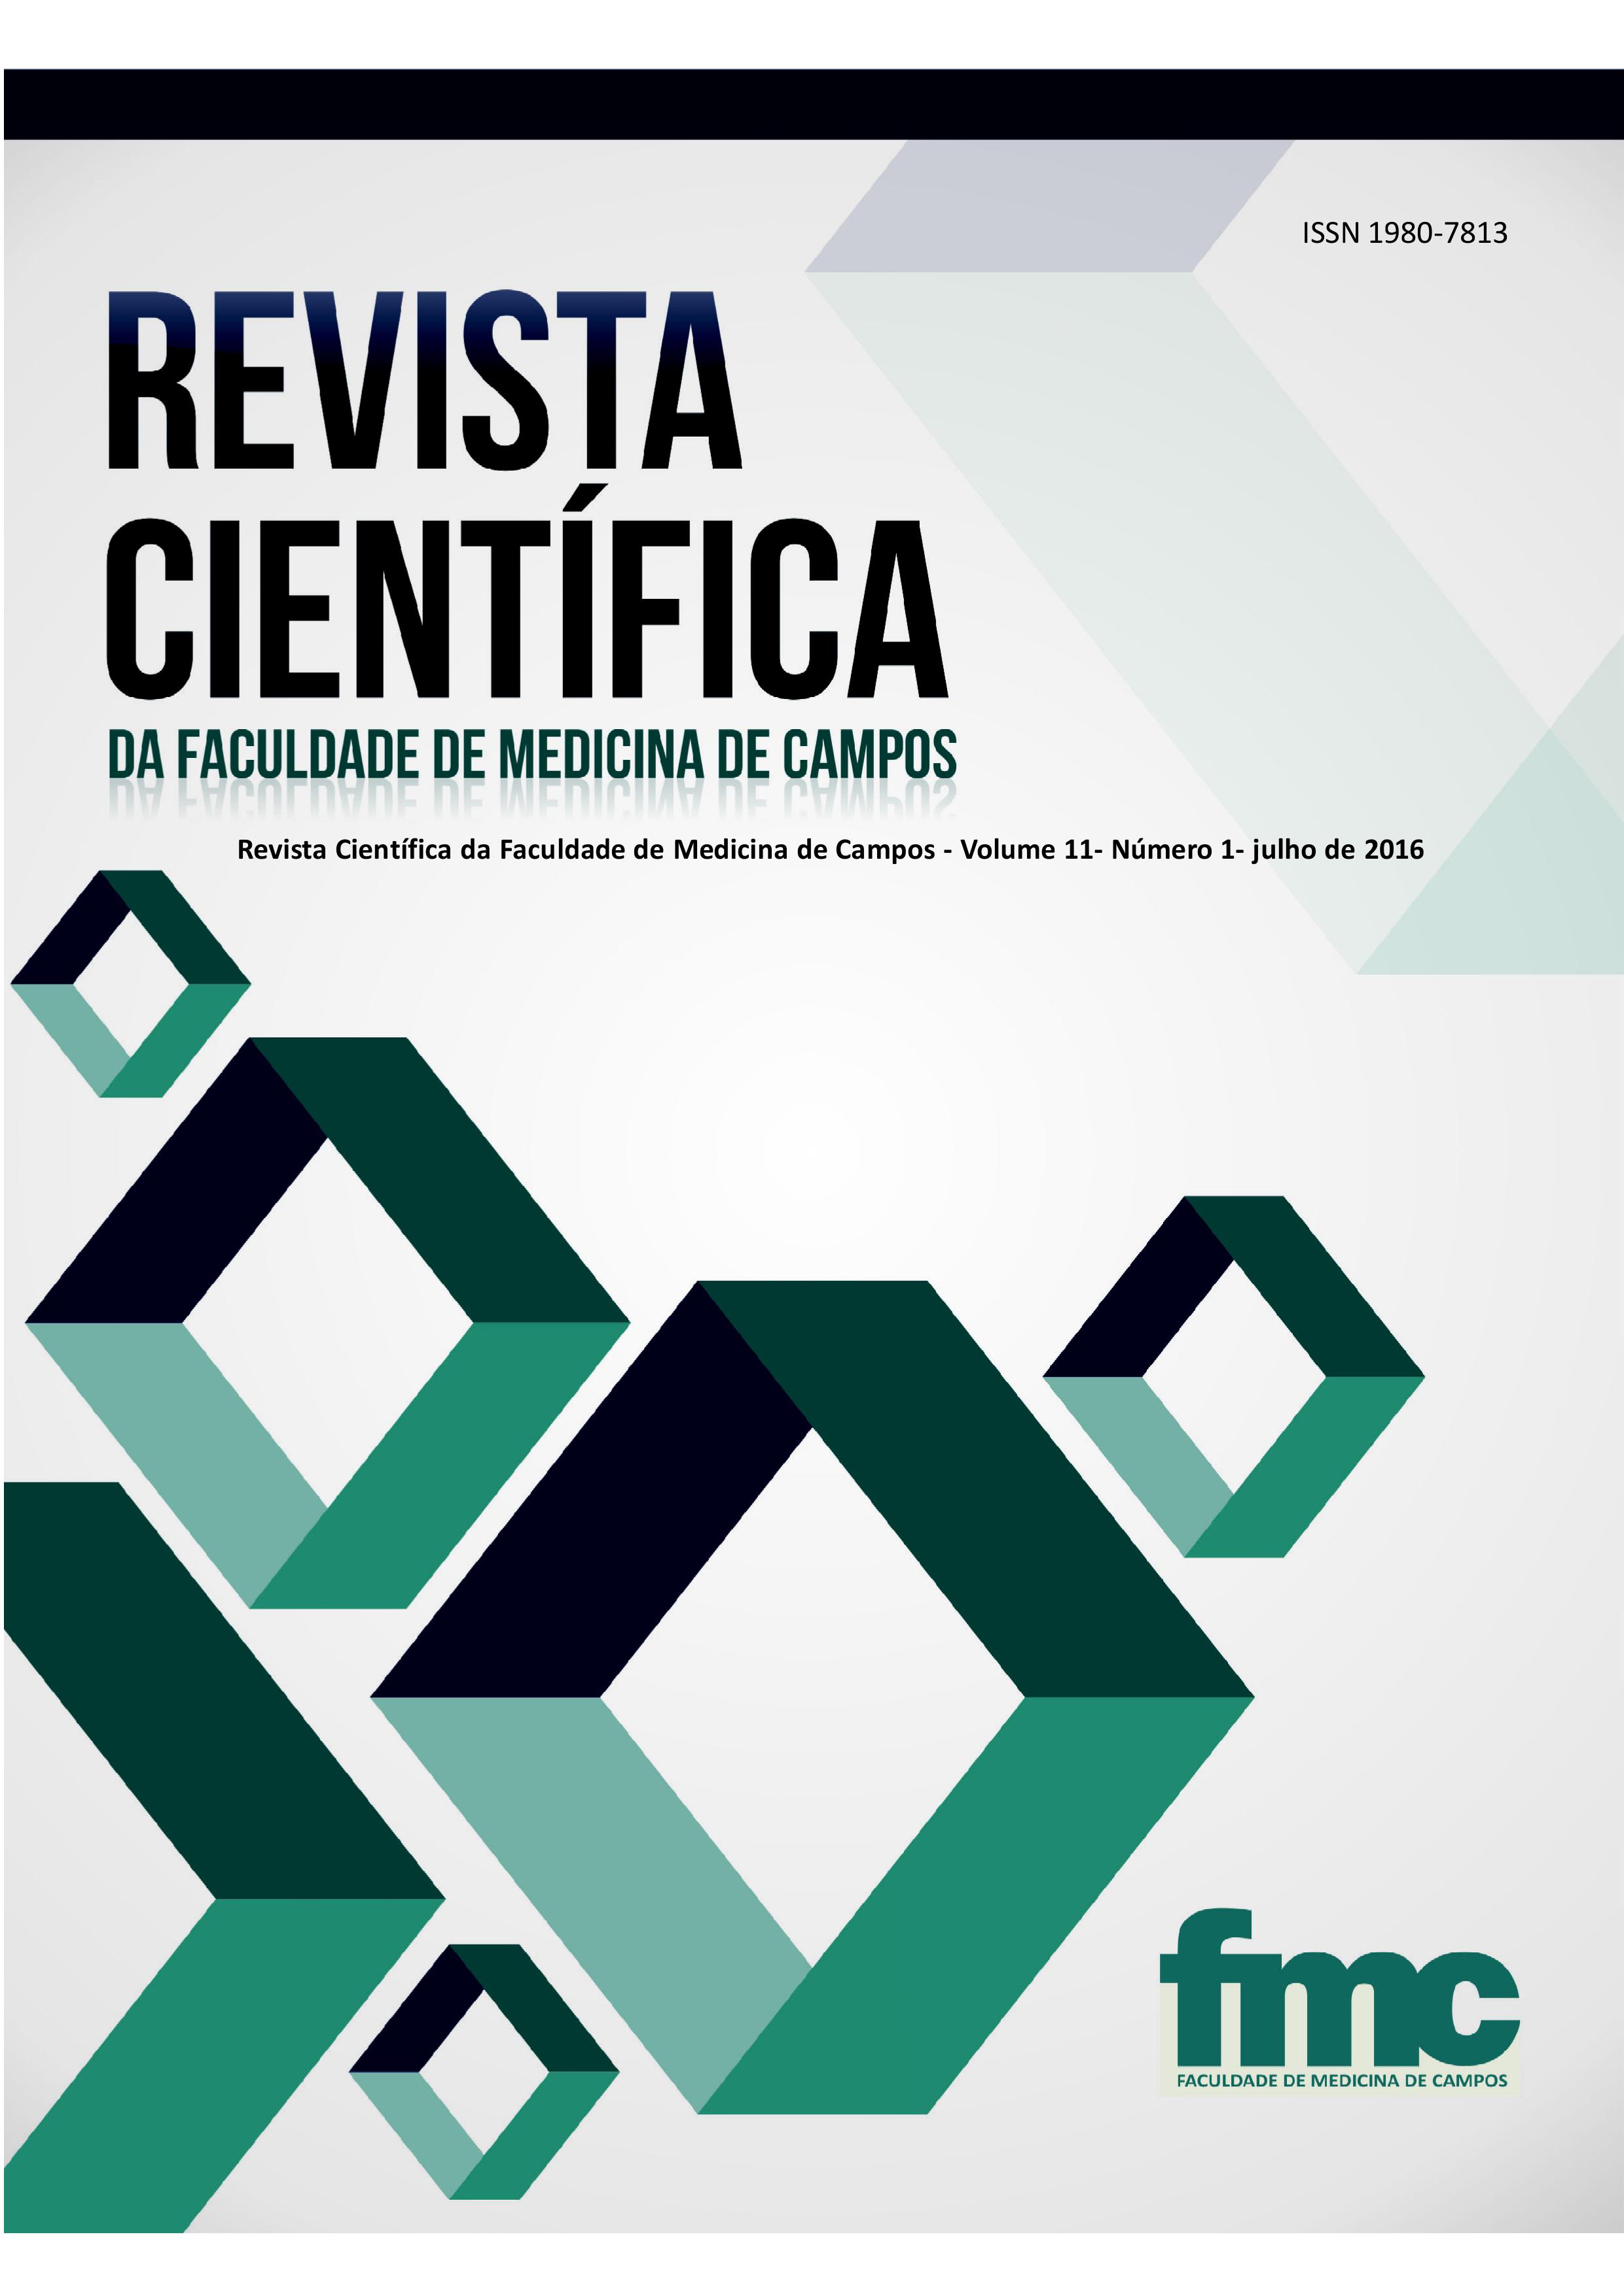 ISSN 1980-7813
REVISTA
CIENTÍFICA
DA FACULDADE DE MEDICINA DE CAMPOS
Revista Científica da Faculdade de Medicina de Campos - Volume 11- Número 1- julho de 2016
fmc
FACULDADE DE MEDICINA DE CAMPOS